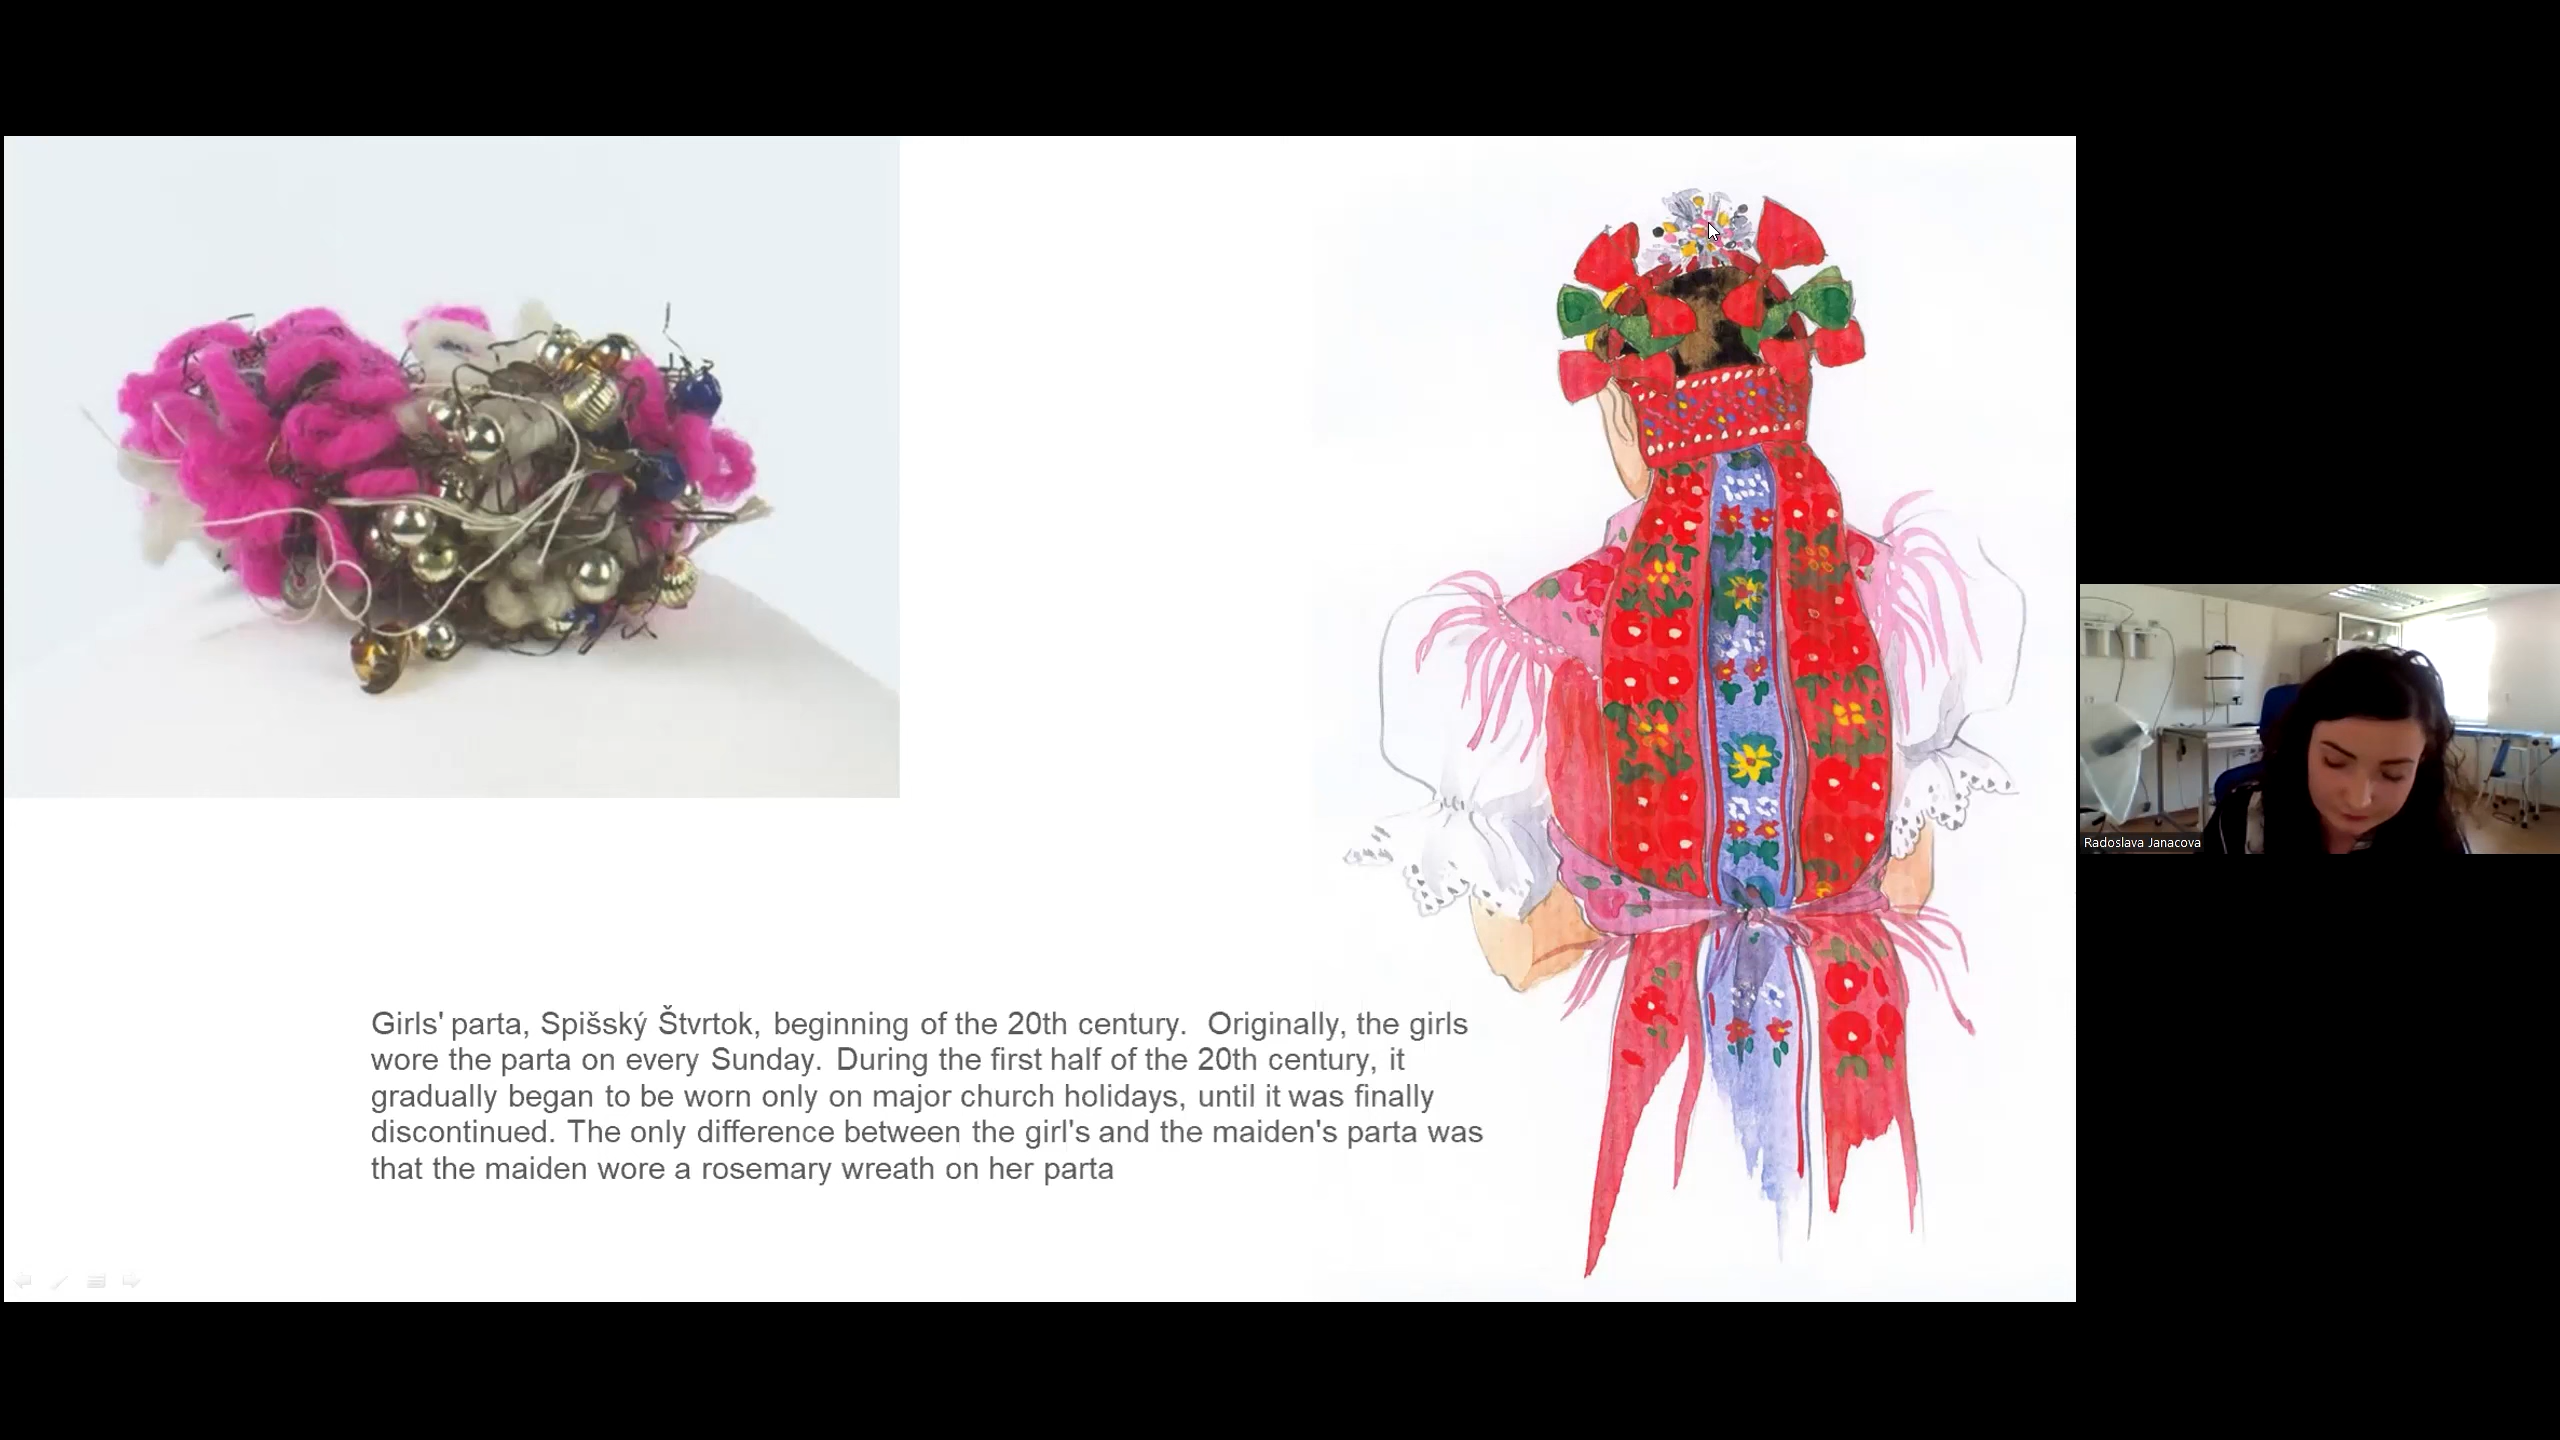 Girls' parta, Spišský Štvrtok, beginning of the 20th century. Originally, the girls
wore the parta on every Sunday. During the first half of the 20th century, it
gradually began to be worn only on major church holidays, until it was finally
discontinued. The only difference between the girl's and the maiden's parta was
that the maiden wore a rosemary wreath on her parta
Radoslava Janacova